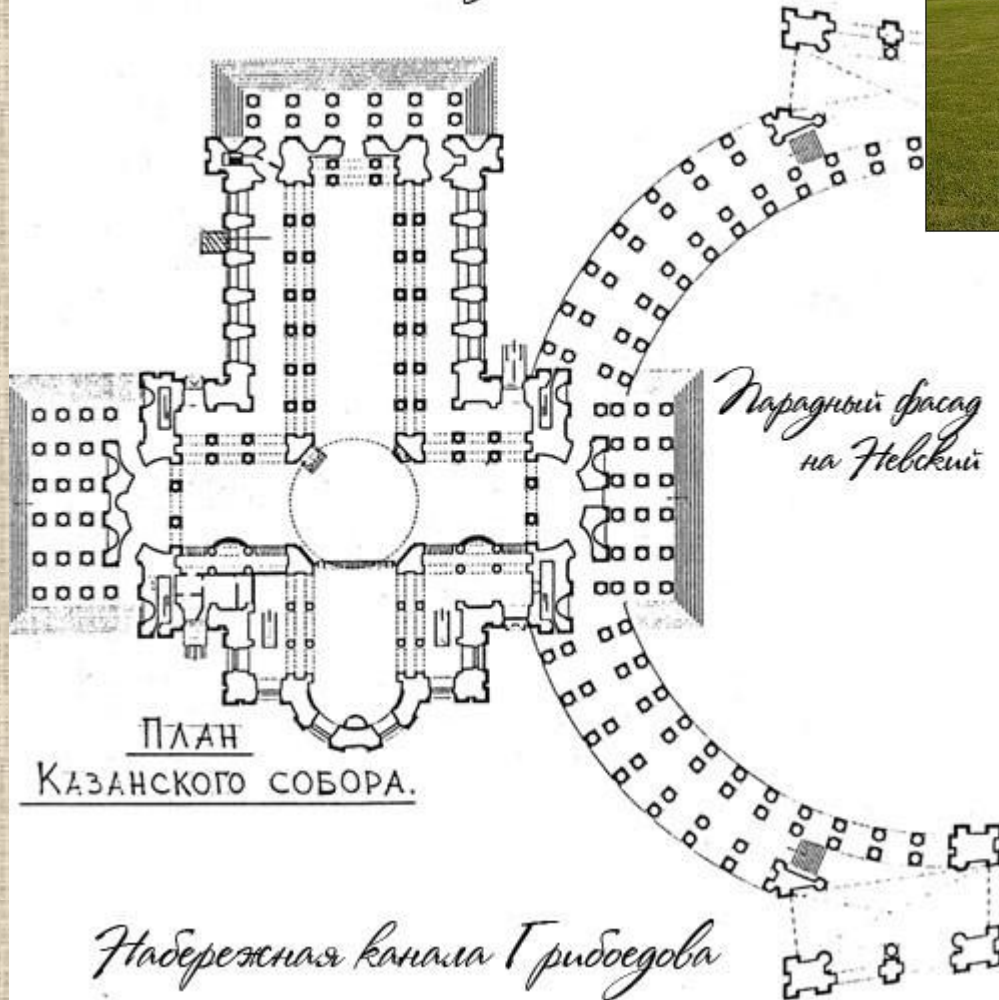 Парадный фасад
на Невский
ПЛАН
КАЗАНСКОГО СОБОРА.
Набережная канала Грибоедова